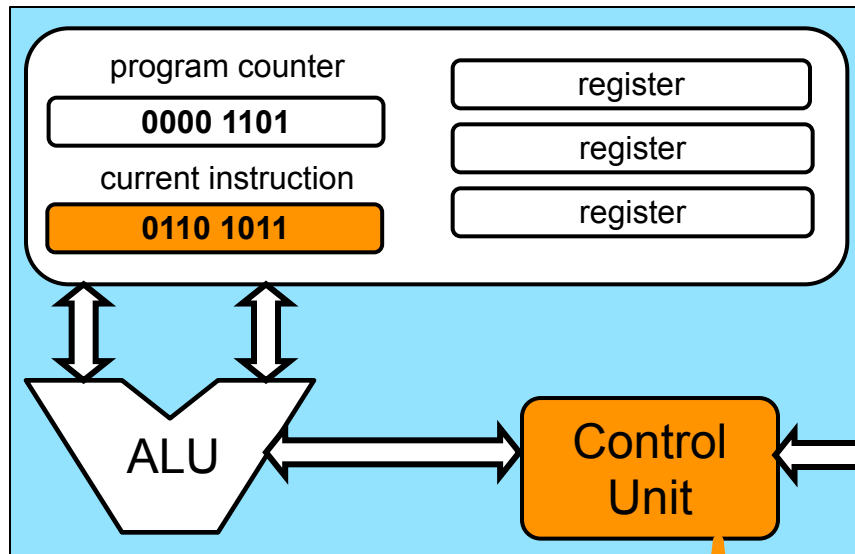 program counter
0000 1101
current instruction
0110 1011
register
register
register
ALU
Control
Unit